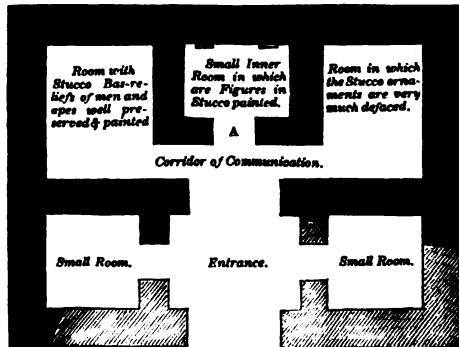 Room with
Stucco Bas-re-
liefs of men and
apes well pre-
served & painted
Small Inner
Room in which
are Figures in
Stucco painted.
Room in which
the Stucco orna-
ments are very
much defaced.
A
Corridor of Communication.
Small Room.
Entrance.
Small Room.